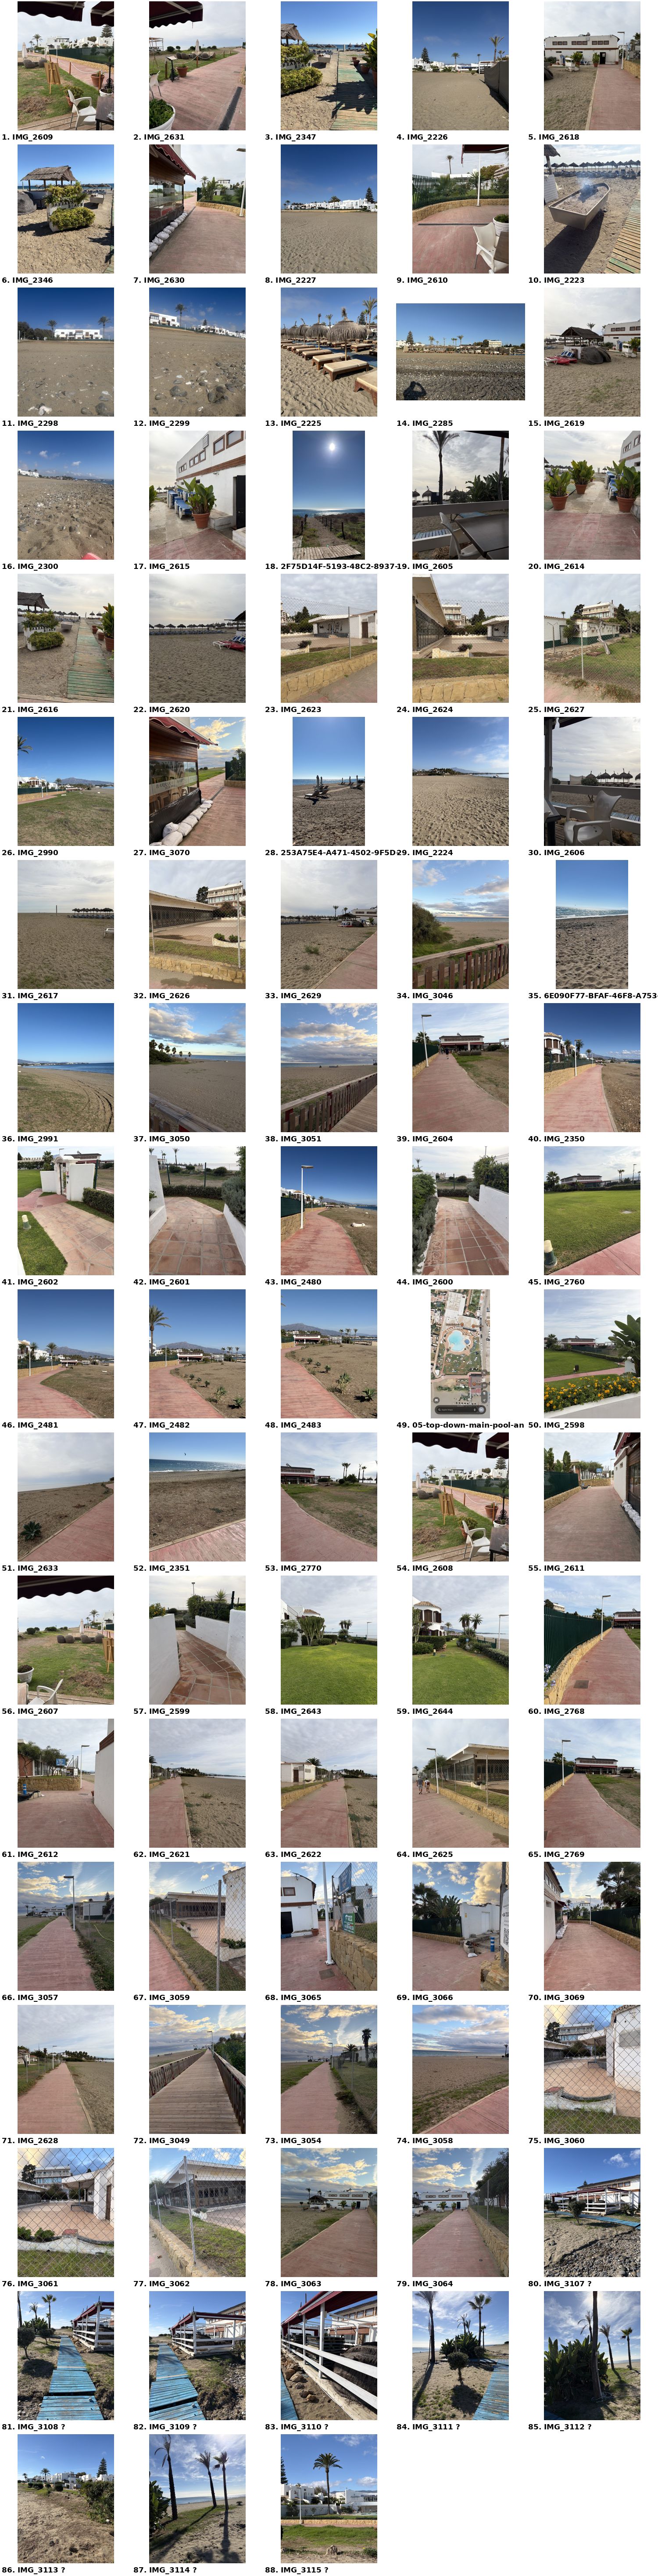 1. IMG_2609
2. IMG_2631
3. IMG_2347
4. IMG_2226
5. IMG_2618
6. IMG_2346
7. IMG_2630
8. IMG_2227
9. IMG_2610
10. IMG_2223
11. IMG_2298
12. IMG_2299
13. IMG_2225
14. IMG_2285
15. IMG_2619
16. IMG_2300
17. IMG_2615
18. 2F75D14F-5193-48C2-8937-
19. IMG_2605
20. IMG_2614
21. IMG_2616
22. IMG_2620
23. IMG_2623
24. IMG_2624
25. IMG_2627
26. IMG_2990
27. IMG_3070
28. 253A75E4-A471-4502-9F5D-
29. IMG_2224
30. IMG_2606
31. IMG_2617
32. IMG_2626
33. IMG_2629
34. IMG_3046
35. 6E090F77-BFAF-46F8-A753-
36. IMG_2991
37. IMG_3050
38. IMG_3051
39. IMG_2604
40. IMG_2350
41. IMG_2602
42. IMG_2601
43. IMG_2480
44. IMG_2600
45. IMG_2760
46. IMG_2481
47. IMG_2482
48. IMG_2483
49. 05-top-down-main-pool-an
50. IMG_2598
51. IMG_2633
52. IMG_2351
53. IMG_2770
54. IMG_2608
55. IMG_2611
56. IMG_2607
57. IMG_2599
58. IMG_2643
59. IMG_2644
60. IMG_2768
61. IMG_2612
62. IMG_2621
63. IMG_2622
64. IMG_2625
65. IMG_2769
66. IMG_3057
67. IMG_3059
68. IMG_3065
69. IMG_3066
70. IMG_3069
71. IMG_2628
72. IMG_3049
73. IMG_3054
74. IMG_3058
75. IMG_3060
76. IMG_3061
77. IMG_3062
78. IMG_3063
79. IMG_3064
80. IMG_3107 ?
81. IMG_3108 ?
82. IMG_3109 ?
83. IMG_3110 ?
84. IMG_3111 ?
85. IMG_3112 ?
86. IMG_3113 ?
87. IMG_3114 ?
88. IMG_3115 ?